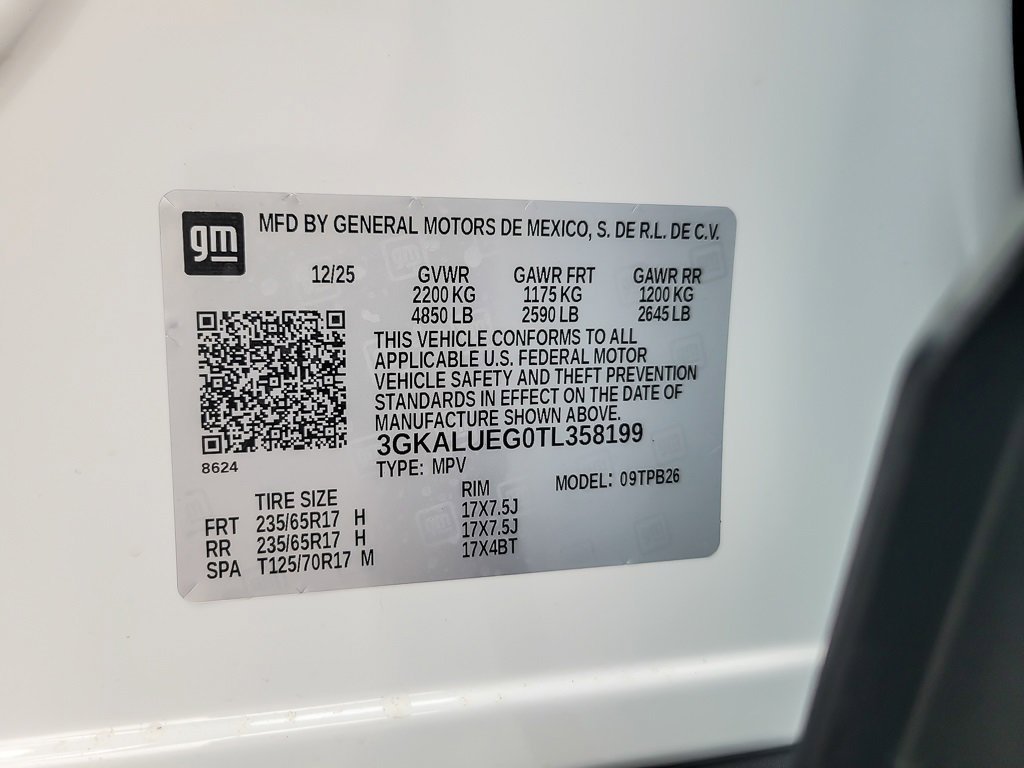 gm
MFD BY GENERAL MOTORS DE MEXICO, S. DE R.L. DE C.V.
12/25 GVWR GAWR FRT GAWR RR
2200 KG 1175 KG 1200 KG
4850 LB 2590 LB 2645 LB
THIS VEHICLE CONFORMS TO ALL
APPLICABLE U.S. FEDERAL MOTOR
VEHICLE SAFETY AND THEFT PREVENTION
STANDARDS IN EFFECT ON THE DATE OF
MANUFACTURE SHOWN ABOVE.
3GKALUEG0TL358199
8624
TYPE: MPV
MODEL: 09TPB26
TIRE SIZE RIM
FRT 235/65R17 H 17X7.5J
RR 235/65R17 H 17X7.5J
SPA T125/70R17 M 17X4BT